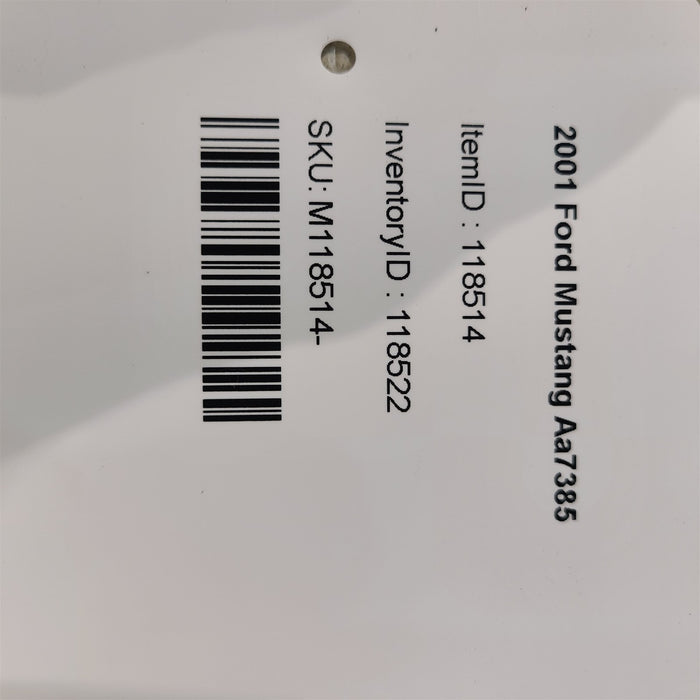 2001 Ford Mustang Aa7385
ItemID : 118514
InventoryID : 118522
SKU: M118514-